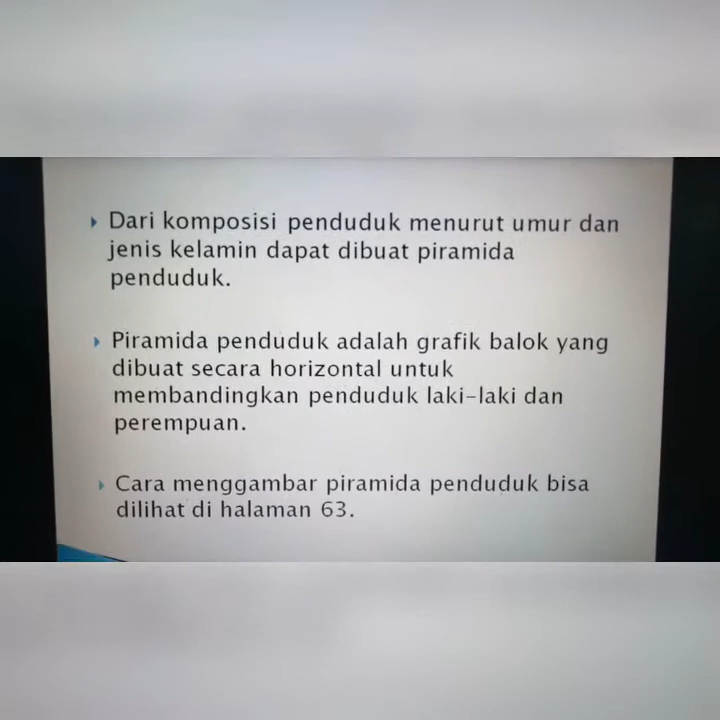 Dari komposisi penduduk menurut umur dan
jenis kelamin dapat dibuat piramida
penduduk.
Piramida penduduk adalah grafik balok yang
dibuat secara horizontal untuk
membandingkan penduduk laki-laki dan
perempuan.
Cara menggambar piramida penduduk bisa
dilihat di halaman 63.